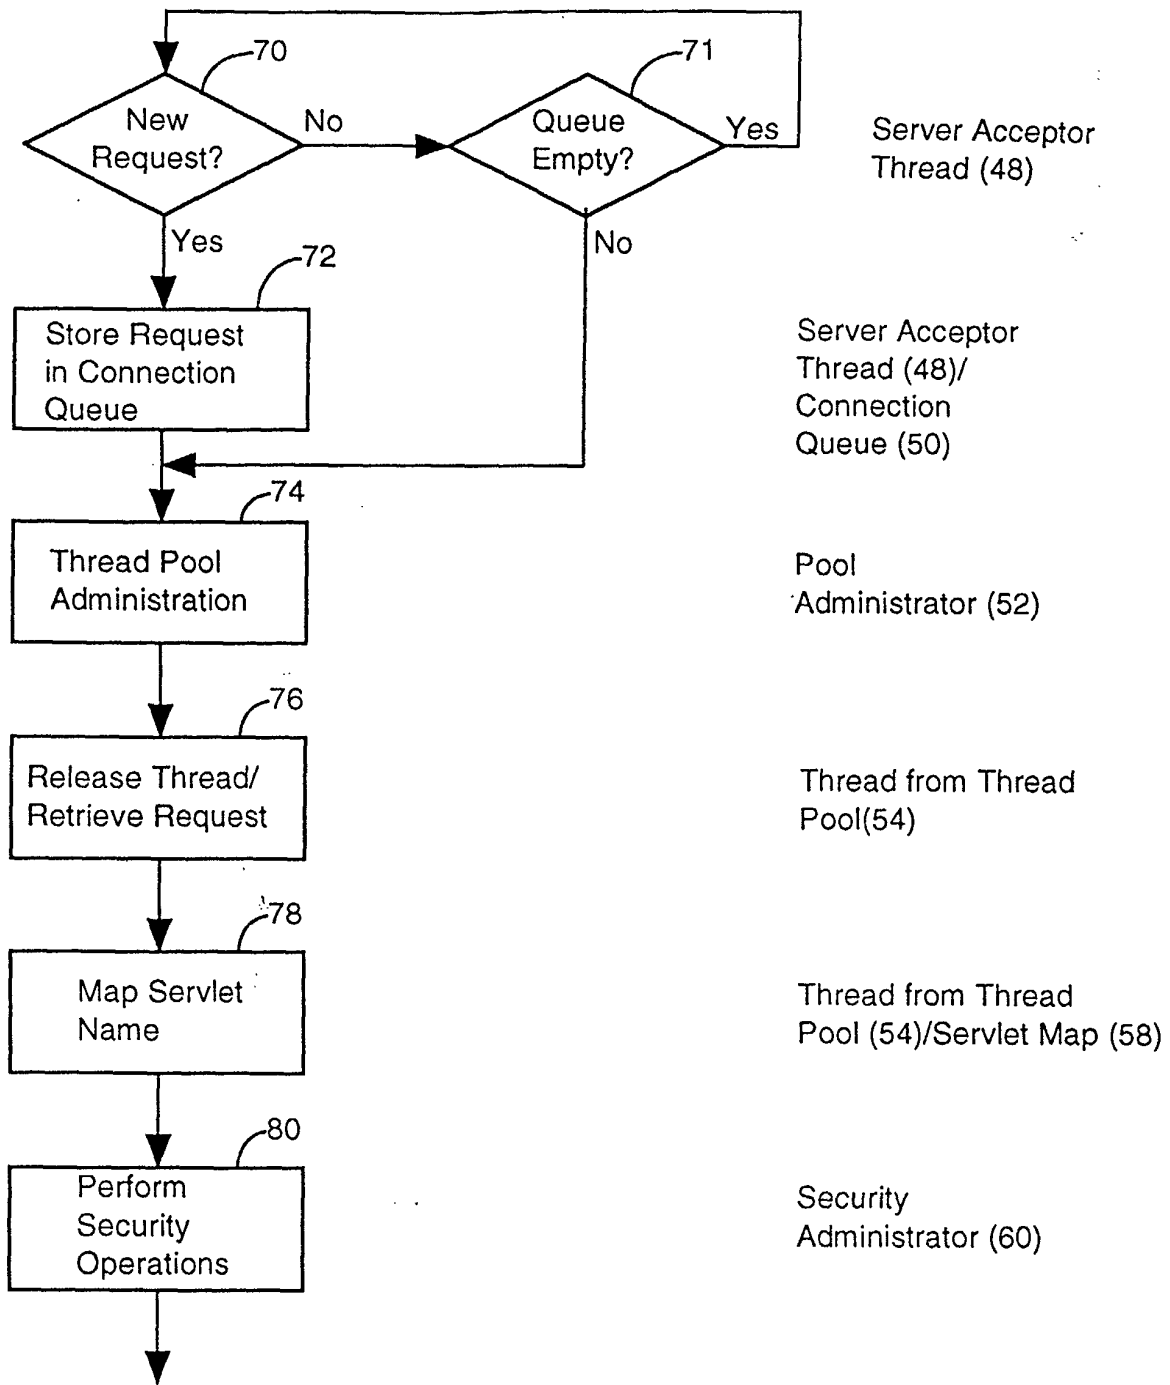 70
71
New
Request?
No
Queue
Empty?
Yes
Server Acceptor
Thread (48)
Yes
No
72
Store Request
in Connection
Queue
Server Acceptor
Thread (48)/
Connection
Queue (50)
74
Thread Pool
Administration
Pool
Administrator (52)
76
Release Thread/
Retrieve Request
Thread from Thread
Pool(54)
78
Map Servlet
Name
Thread from Thread
Pool (54)/Servlet Map (58)
80
Perform
Security
Operations
Security
Administrator (60)